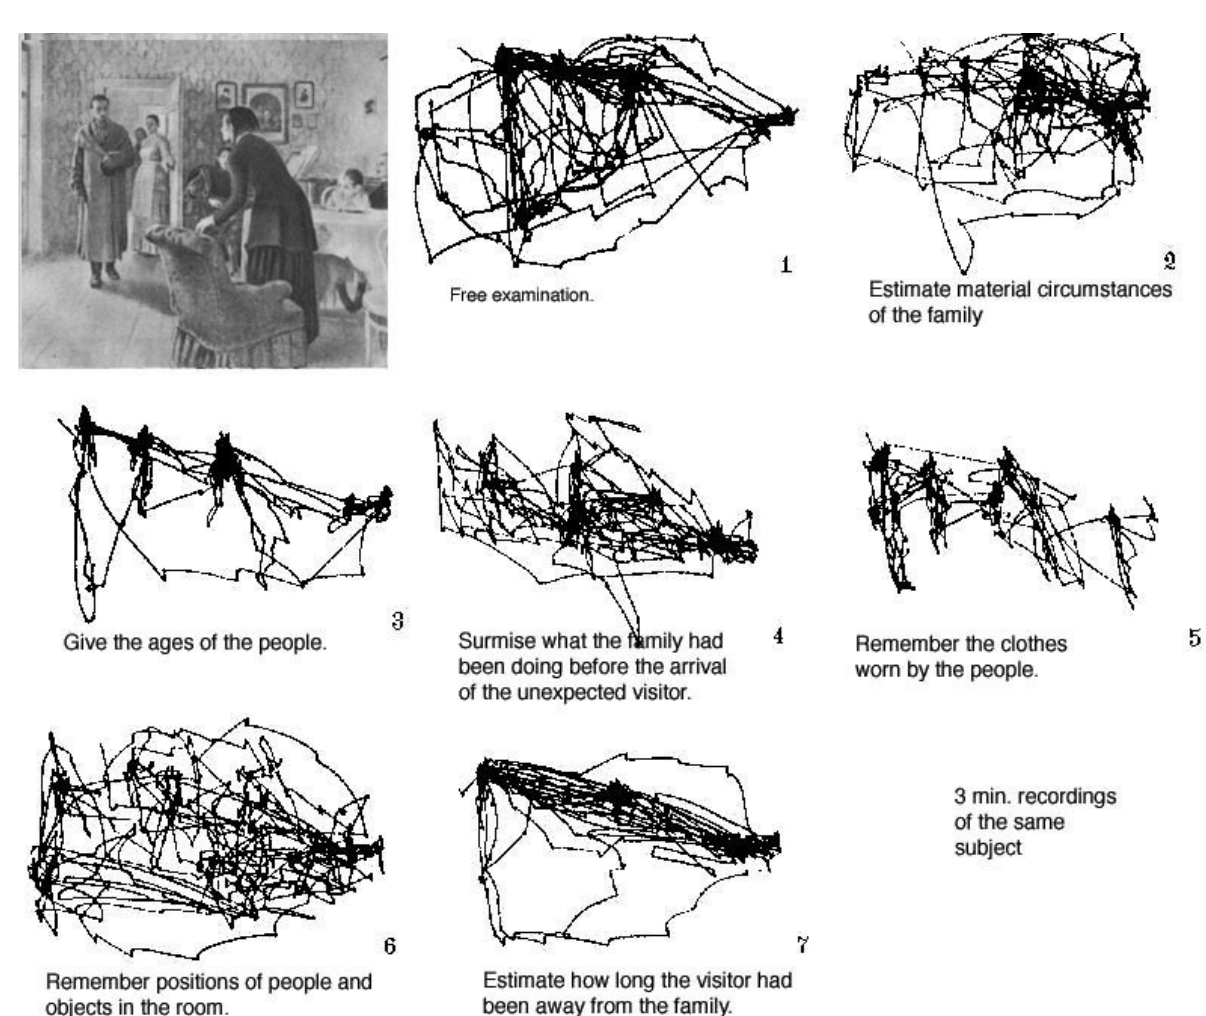 1
Free examination.
2
Estimate material circumstances
of the family
3
Give the ages of the people.
4
Surmise what the family had
been doing before the arrival
of the unexpected visitor.
5
Remember the clothes
worn by the people.
6
Remember positions of people and
objects in the room.
7
Estimate how long the visitor had
been away from the family.
3 min. recordings
of the same
subject